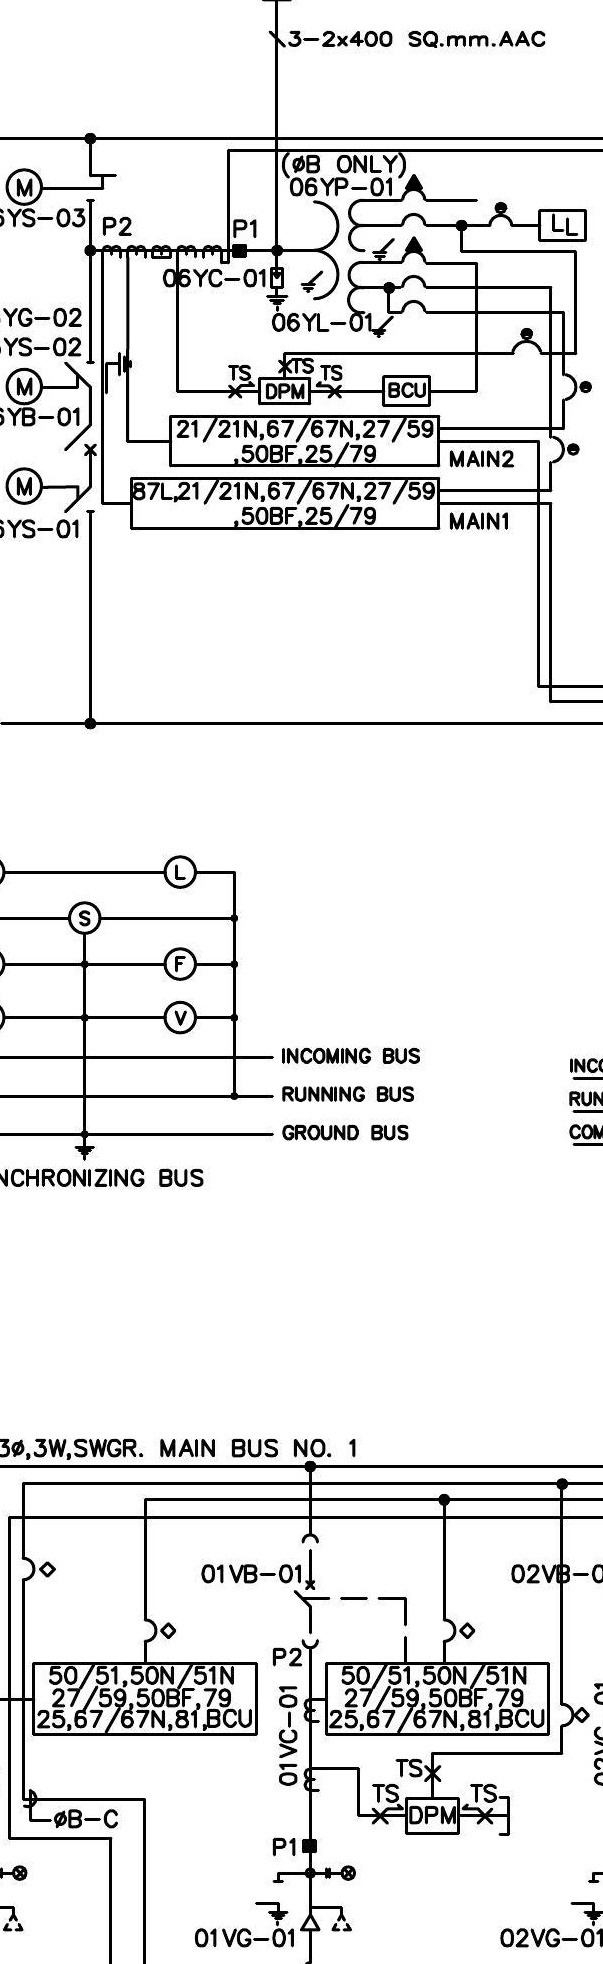 3-2x400 SQ.mm.AAC
(øB ONLY)
06YP-01
M
6YS-03
P2
P1
LL
06YC-01
06YL-01
YG-02
YS-02
M
6YB-01
TS
TS
TS
DPM
BCU
21/21N,67/67N,27/59
,50BF,25/79
MAIN2
M
6YS-01
87L,21/21N,67/67N,27/59
,50BF,25/79
MAIN1
L
S
F
V
INCOMING BUS
RUNNING BUS
GROUND BUS
NCHRONIZING BUS
INCO
RUN
COM
3ø,3W,SWGR. MAIN BUS NO. 1
01VB-01
02VB-0
P2
50/51,50N/51N
27/59,50BF,79
25,67/67N,81,BCU
50/51,50N/51N
27/59,50BF,79
25,67/67N,81,BCU
01VC-01
02VC-01
TS
TS
TS
DPM
øB-C
P1
01VG-01
02VG-01